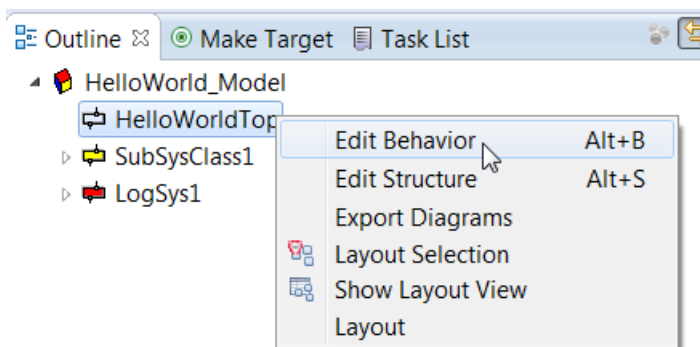 Outline Make Target Task List
HelloWorld_Model
HelloWorldTop
Edit Behavior Alt+B
SubSysClass1
Edit Structure Alt+S
LogSys1
Export Diagrams
Layout Selection
Show Layout View
Layout